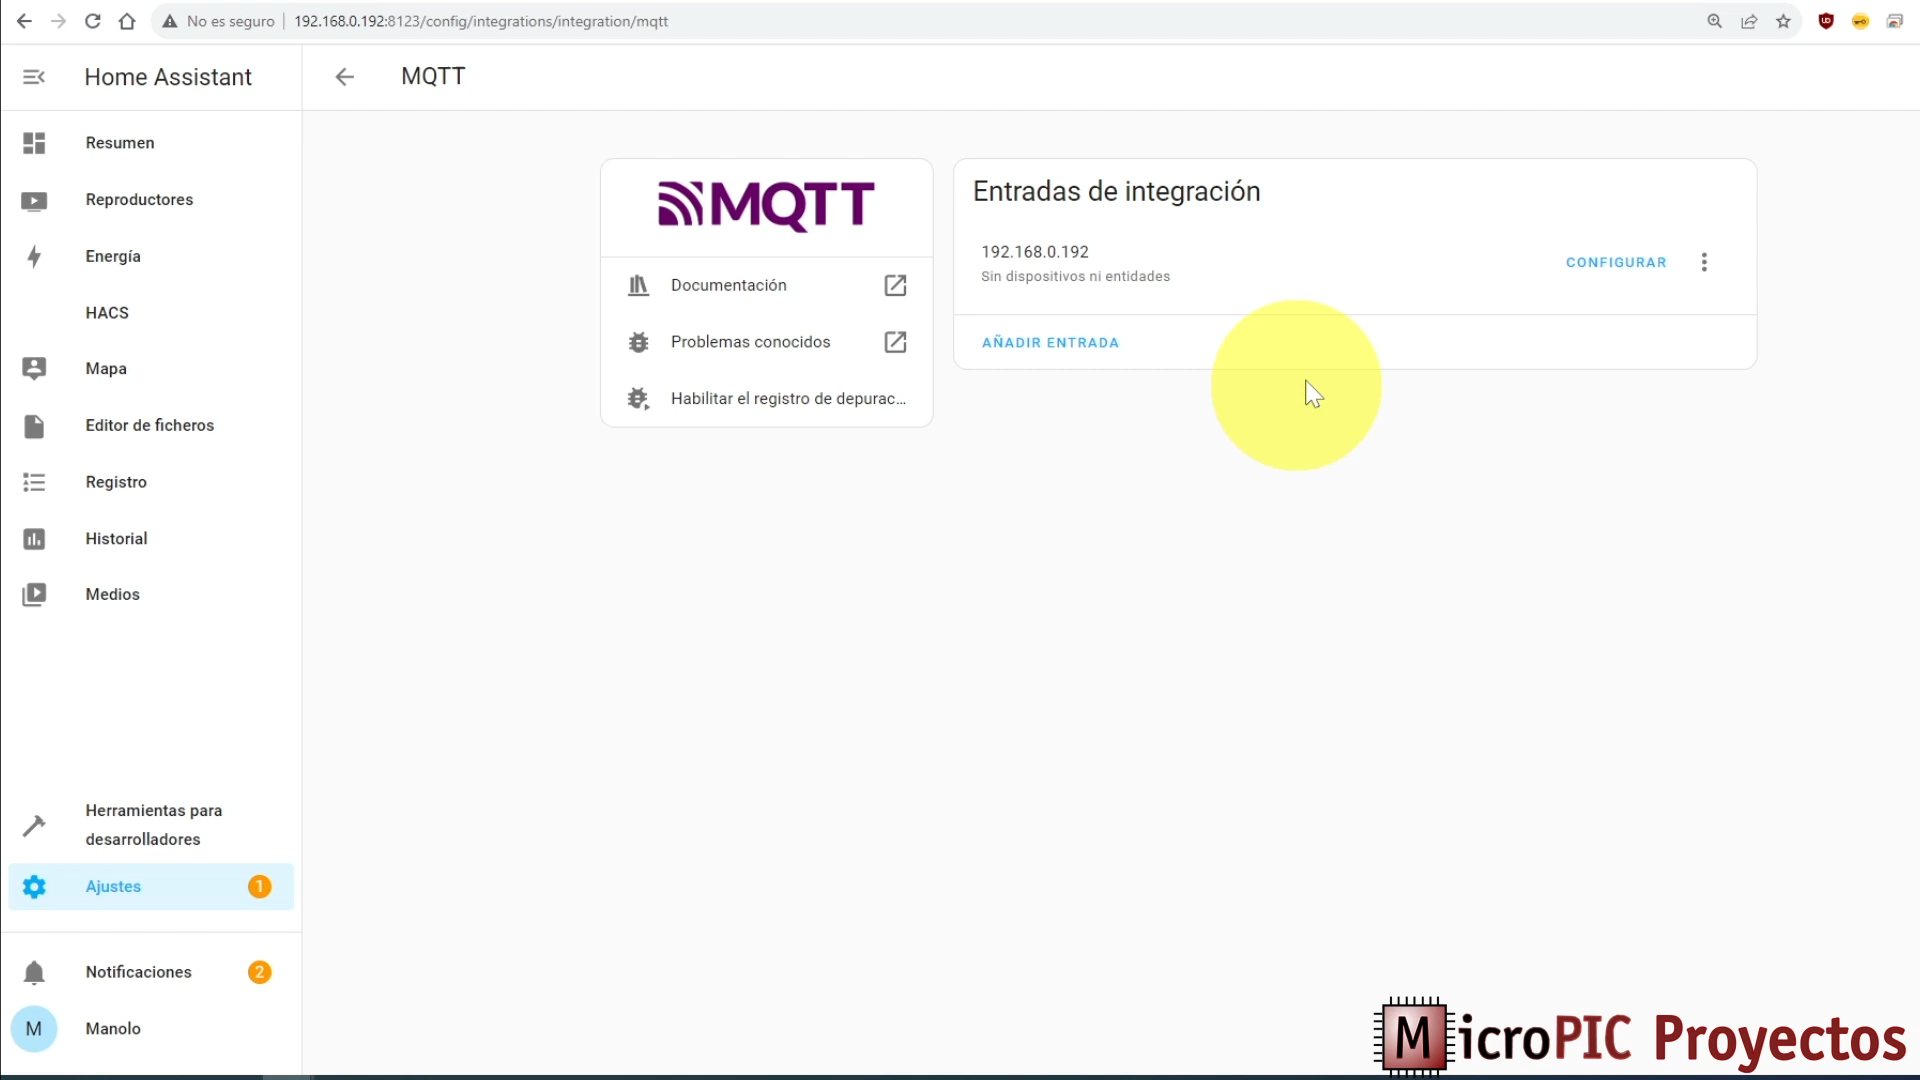 No es seguro
192.168.0.192:8123/config/integrations/integration/mqtt
Home Assistant
MQTT
Resumen
Reproductores
Energía
HACS
Mapa
Editor de ficheros
Registro
Historial
Medios
Herramientas para
desarrolladores
Ajustes 1
Notificaciones 2
M Manolo
MQTT
Documentación
Problemas conocidos
Habilitar el registro de depurac...
Entradas de integración
192.168.0.192
Sin dispositivos ni entidades
CONFIGURAR
AÑADIR ENTRADA
MicroPIC Proyectos